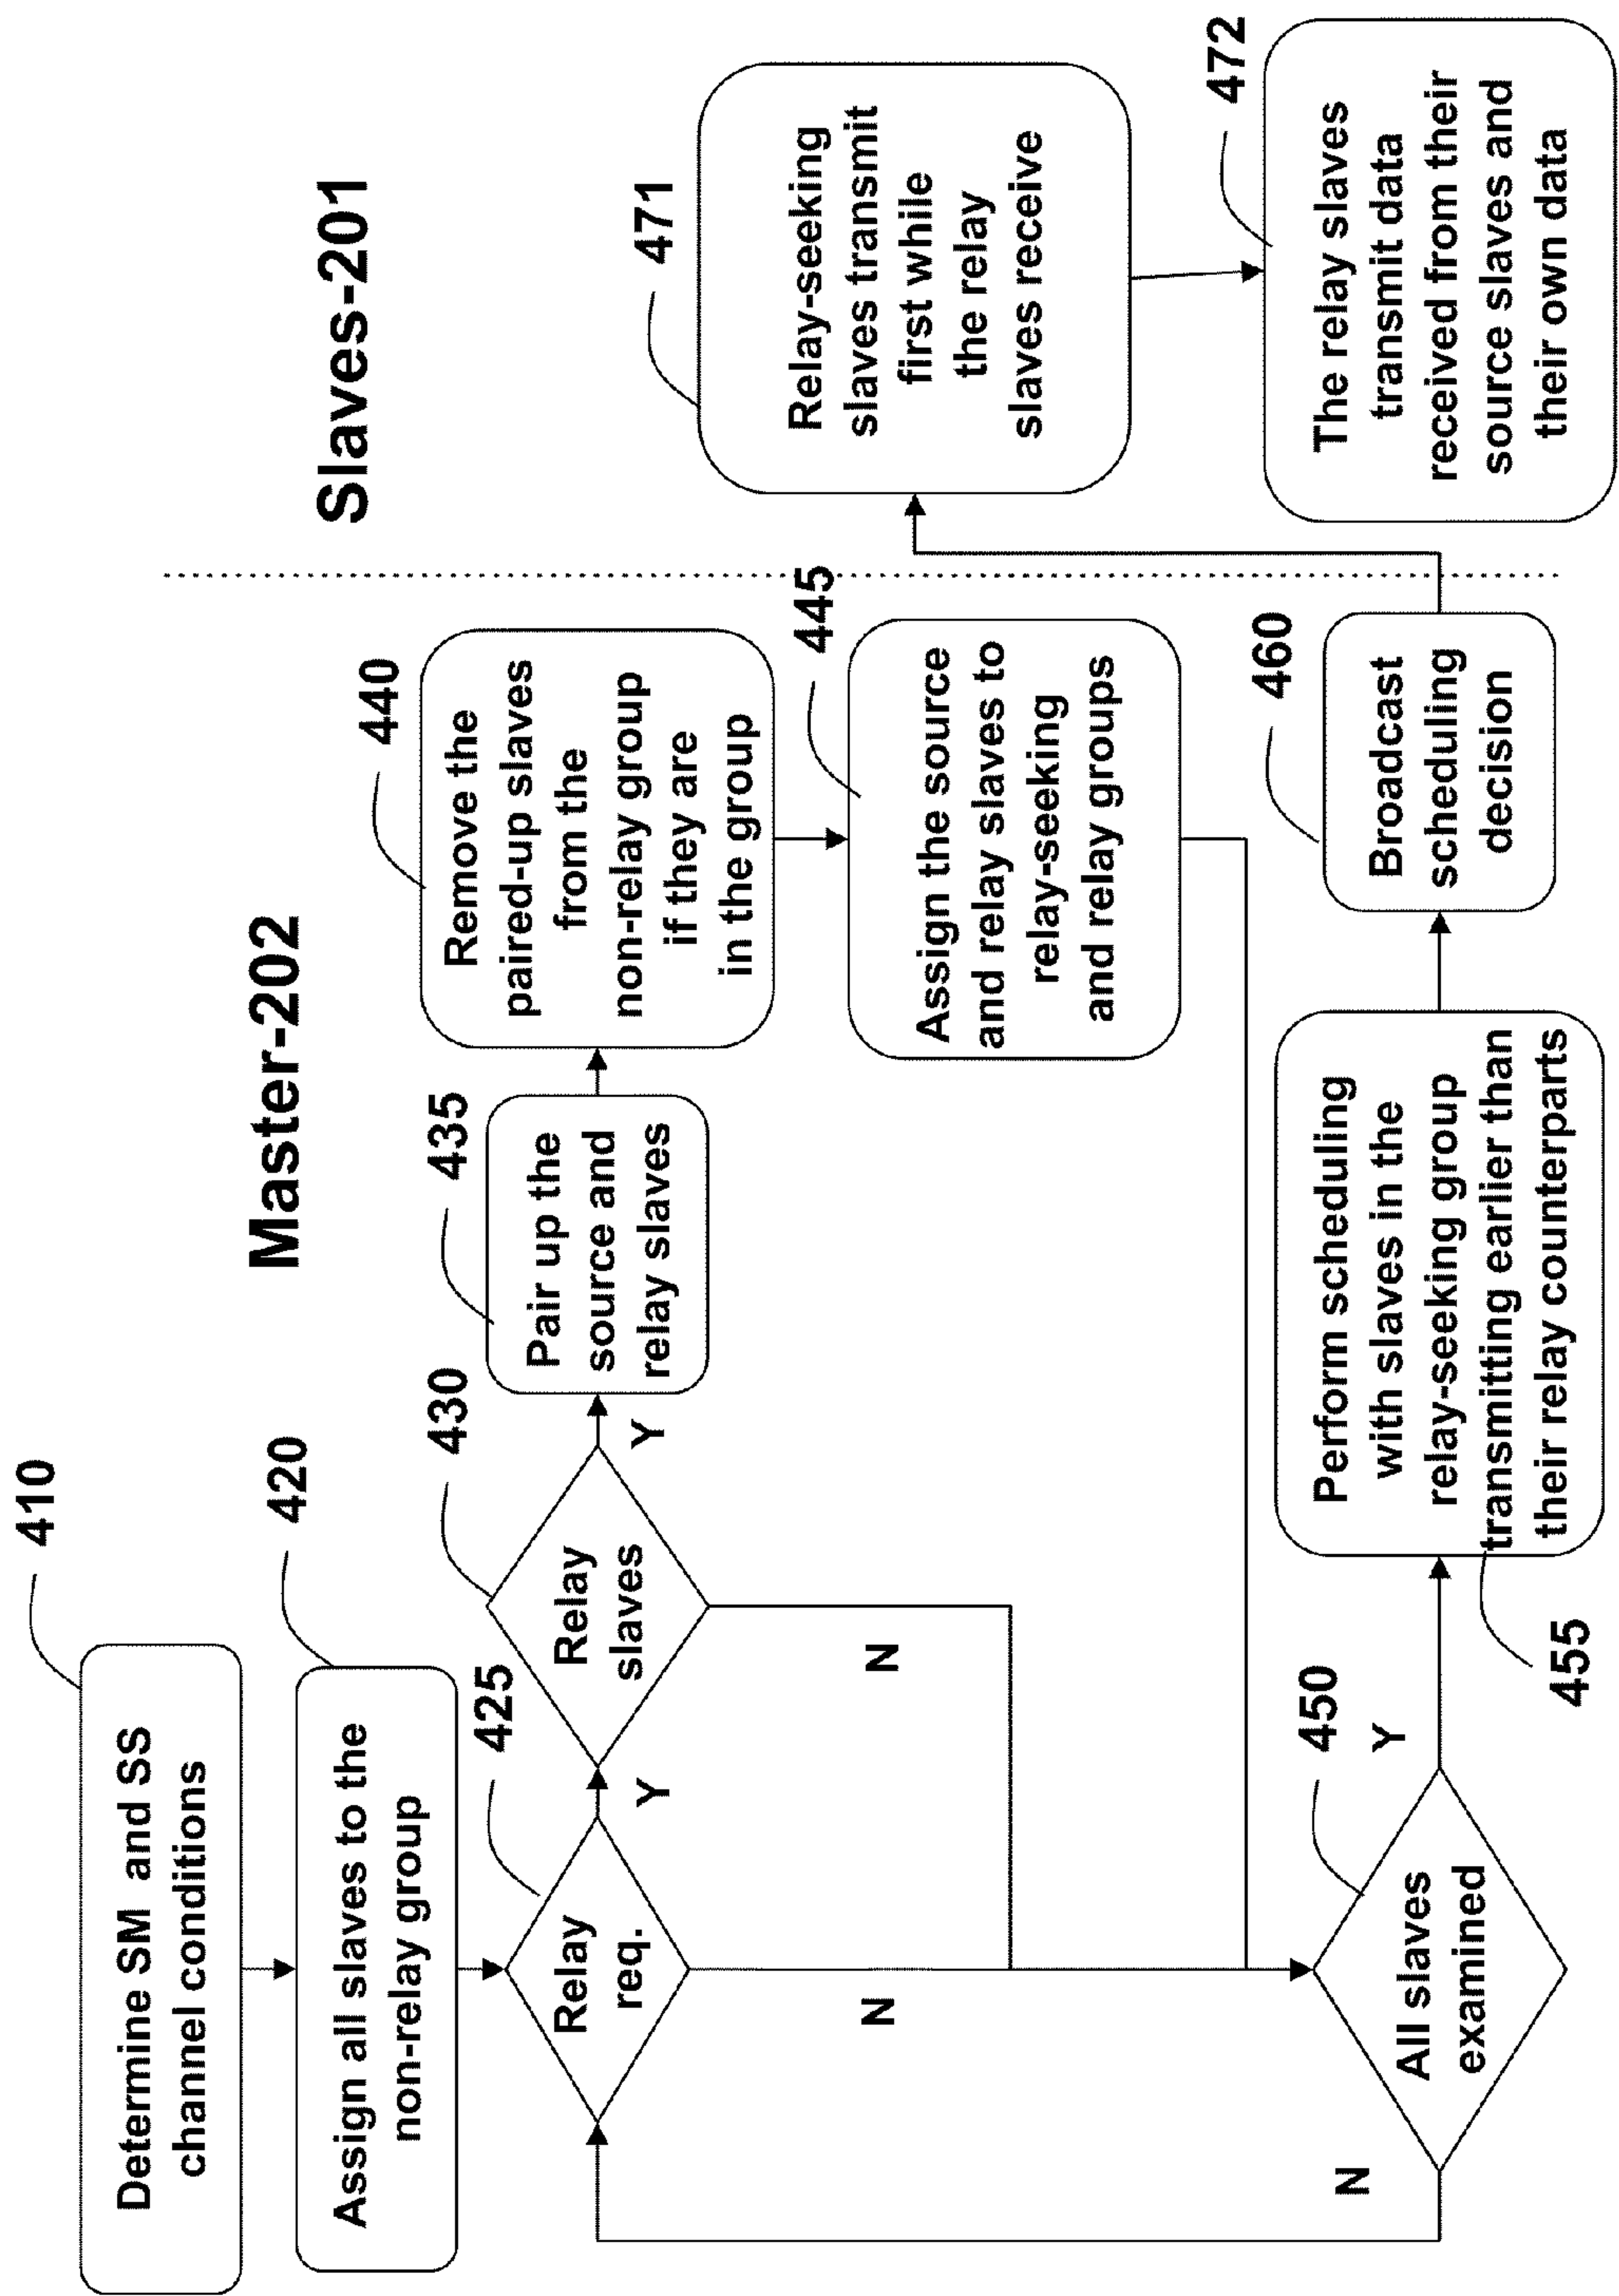 Master-202
Slaves-201
410
Determine SM and SS
channel conditions
420
Assign all slaves to the
non-relay group
425
Relay
req.
Y
N
430
Relay
slaves
Y
N
435
Pair up the
source and
relay slaves
440
Remove the
paired-up slaves
from the
non-relay group
if they are
in the group
445
Assign the source
and relay slaves to
relay-seeking
and relay groups
450
All slaves
examined
Y
N
455
Perform scheduling
with slaves in the
relay-seeking group
transmitting earlier than
their relay counterparts
460
Broadcast
scheduling
decision
471
Relay-seeking
slaves transmit
first while
the relay
slaves receive
472
The relay slaves
transmit data
received from their
source slaves and
their own data